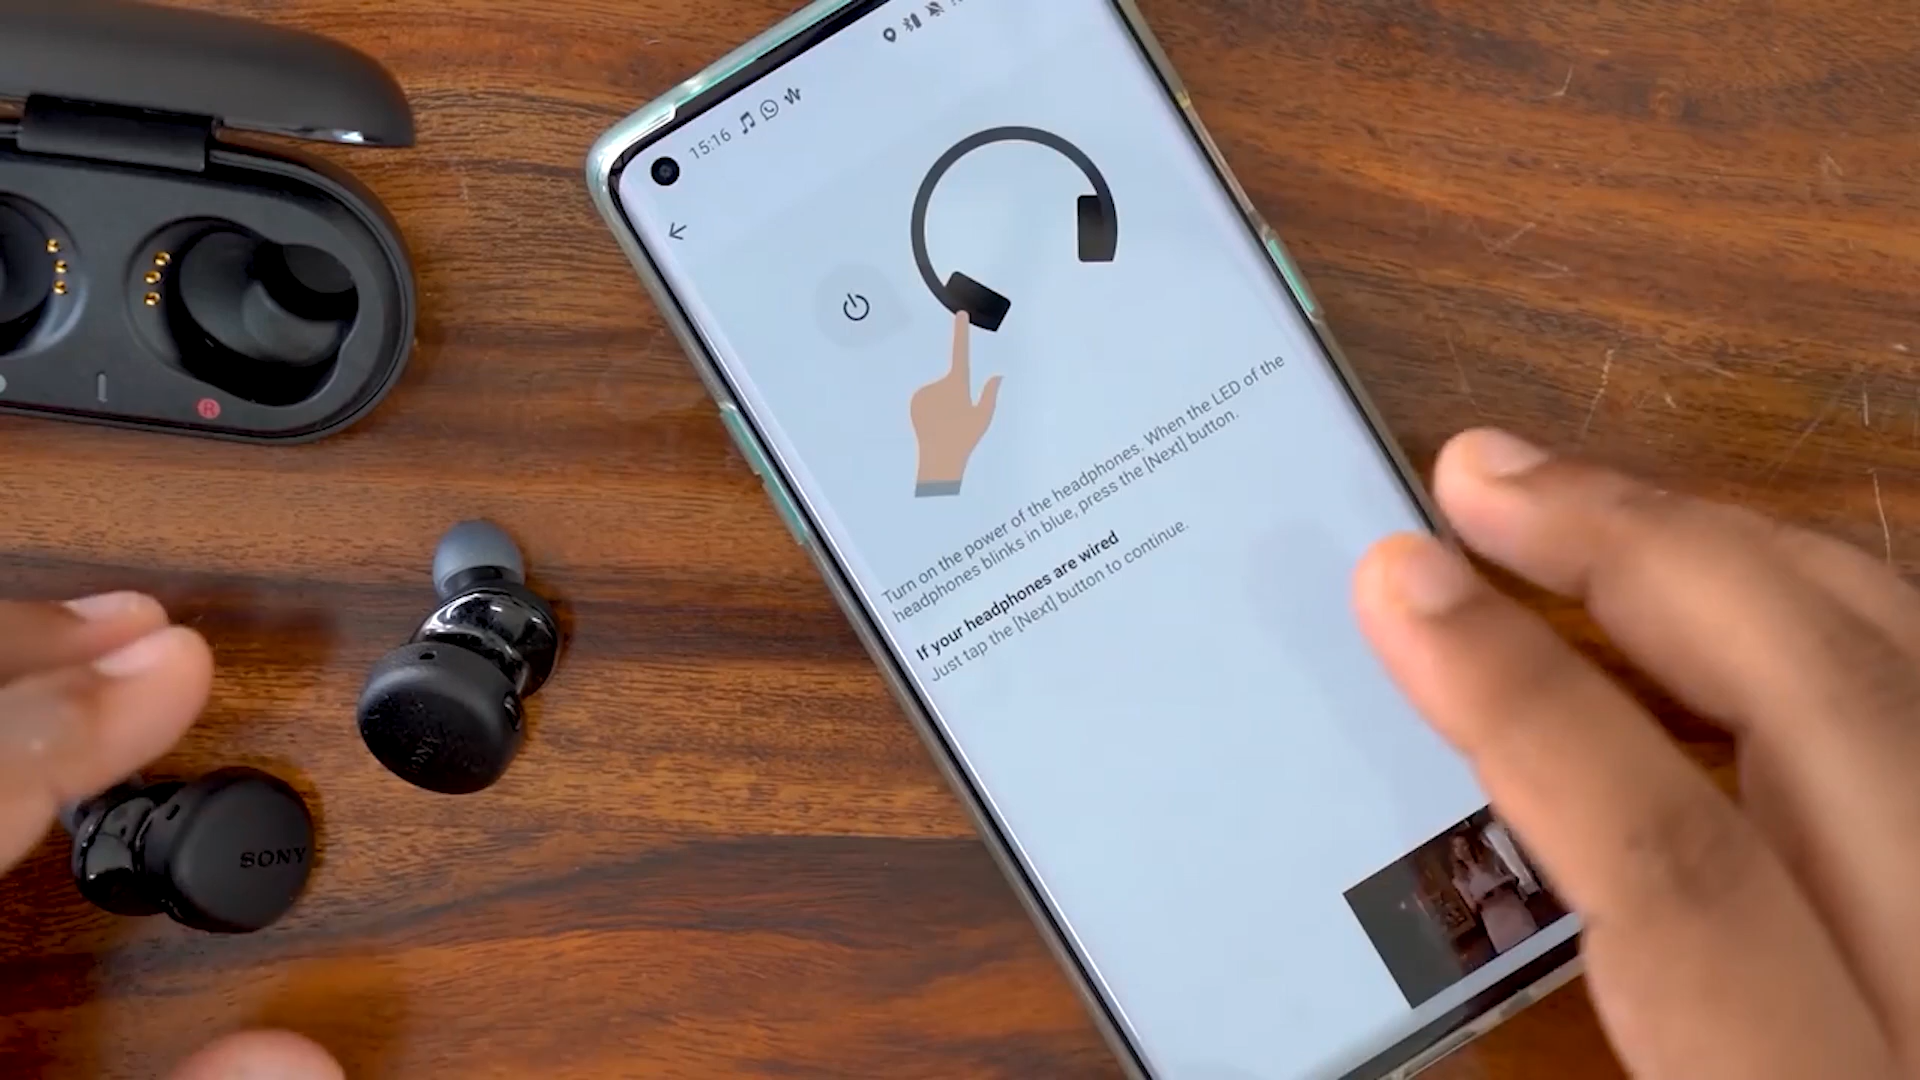 15:16
Turn on the power of the headphones. When the LED of the
headphones blinks in blue, press the [Next] button.
If your headphones are wired
Just tap the [Next] button to continue.
R
SONY
SONY